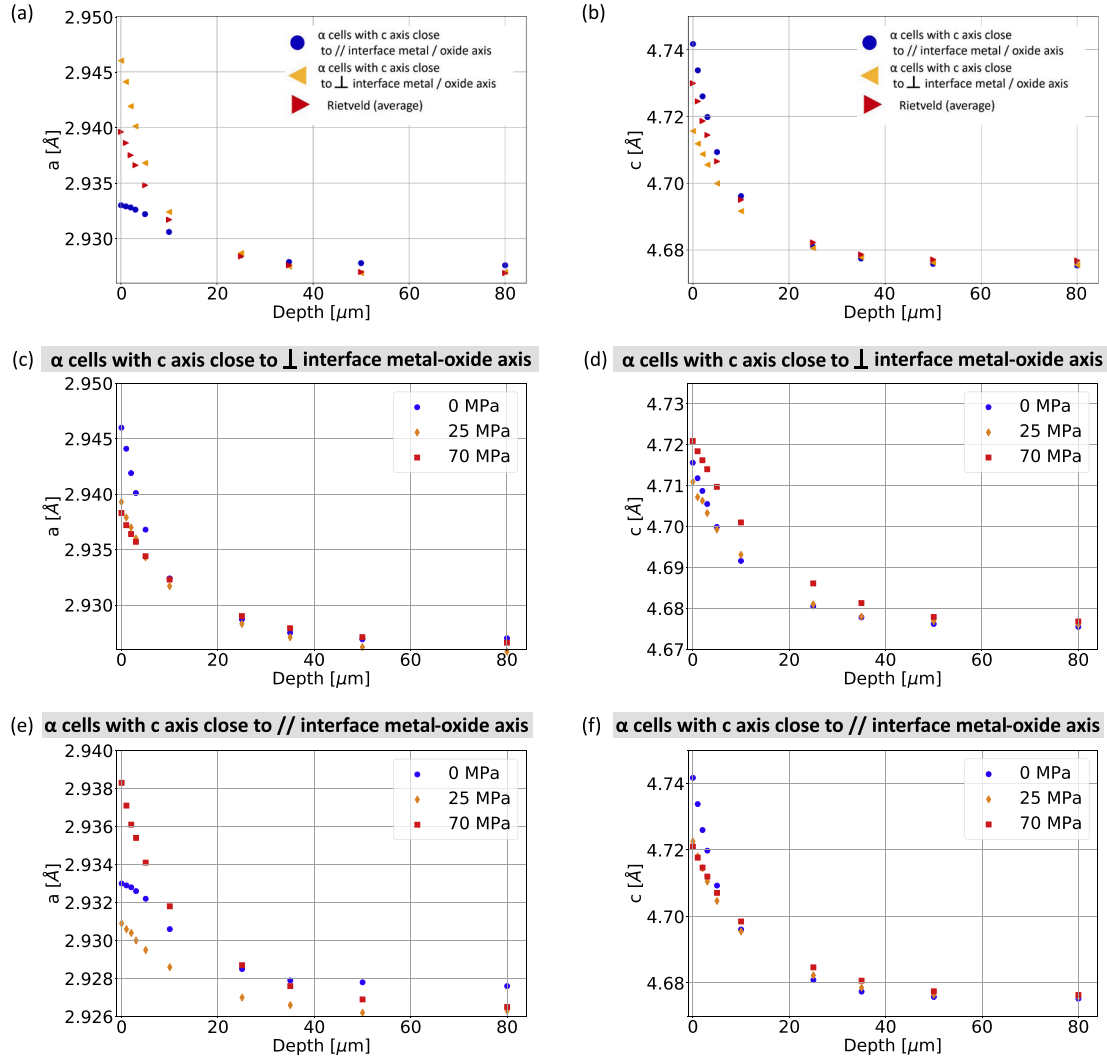 (a)
2.950
2.945
2.940
2.935
2.930
a [Å]
0 20 40 60 80
Depth [μm]
α cells with c axis close
to // interface metal / oxide axis
α cells with c axis close
to ⊥ interface metal / oxide axis
Rietveld (average)
(b)
4.74
4.72
4.70
4.68
c [Å]
0 20 40 60 80
Depth [μm]
α cells with c axis close
to // interface metal / oxide axis
α cells with c axis close
to ⊥ interface metal / oxide axis
Rietveld (average)
(c) α cells with c axis close to ⊥ interface metal-oxide axis
2.950
2.945
2.940
2.935
2.930
a [Å]
0 20 40 60 80
Depth [μm]
0 MPa
25 MPa
70 MPa
(d) α cells with c axis close to ⊥ interface metal-oxide axis
4.73
4.72
4.71
4.70
4.69
4.68
4.67
c [Å]
0 20 40 60 80
Depth [μm]
0 MPa
25 MPa
70 MPa
(e) α cells with c axis close to // interface metal-oxide axis
2.940
2.938
2.936
2.934
2.932
2.930
2.928
2.926
a [Å]
0 20 40 60 80
Depth [μm]
0 MPa
25 MPa
70 MPa
(f) α cells with c axis close to // interface metal-oxide axis
4.74
4.72
4.70
4.68
c [Å]
0 20 40 60 80
Depth [μm]
0 MPa
25 MPa
70 MPa